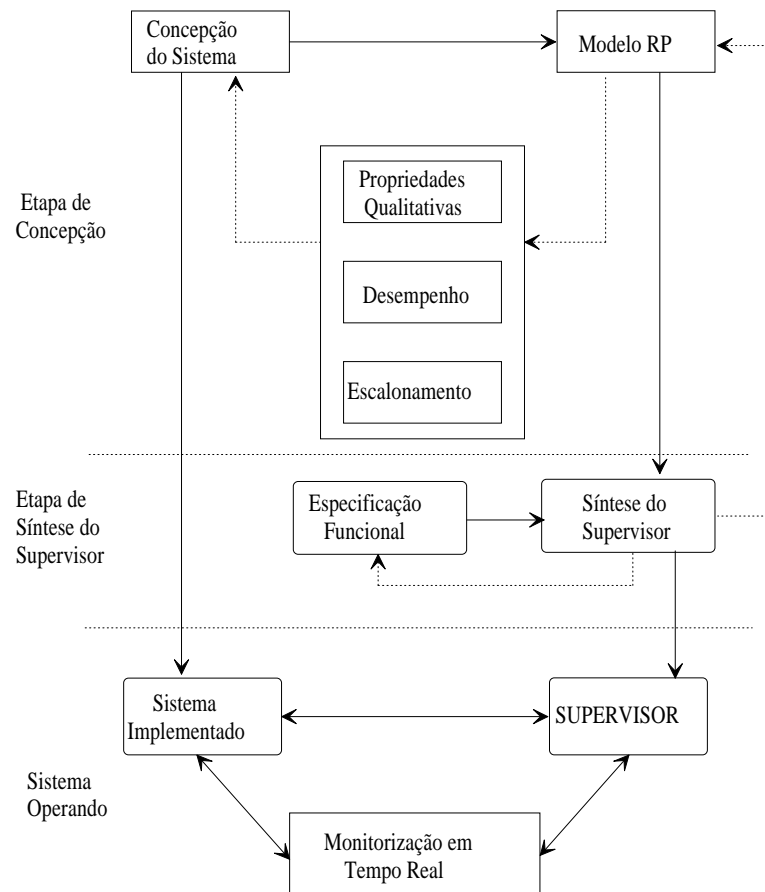 Concepção
do Sistema
Modelo RP
Propriedades
Qualitativas
Etapa de
Concepção
Desempenho
Escalonamento
Etapa de
Síntese do
Supervisor
Especificação
Funcional
Síntese do
Supervisor
Sistema
Implementado
SUPERVISOR
Sistema
Operando
Monitorização em
Tempo Real